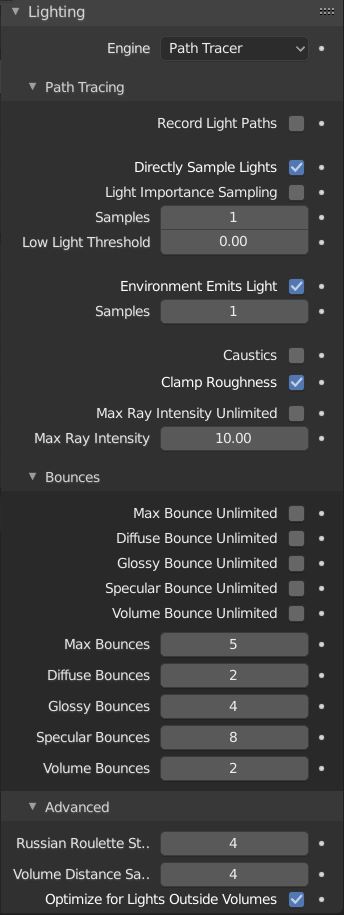 Lighting
Engine Path Tracer
Path Tracing
Record Light Paths
Directly Sample Lights
Light Importance Sampling
Samples 1
Low Light Threshold 0.00
Environment Emits Light
Samples 1
Caustics
Clamp Roughness
Max Ray Intensity Unlimited
Max Ray Intensity 10.00
Bounces
Max Bounce Unlimited
Diffuse Bounce Unlimited
Glossy Bounce Unlimited
Specular Bounce Unlimited
Volume Bounce Unlimited
Max Bounces 5
Diffuse Bounces 2
Glossy Bounces 4
Specular Bounces 8
Volume Bounces 2
Advanced
Russian Roulette St.. 4
Volume Distance Sa.. 4
Optimize for Lights Outside Volumes